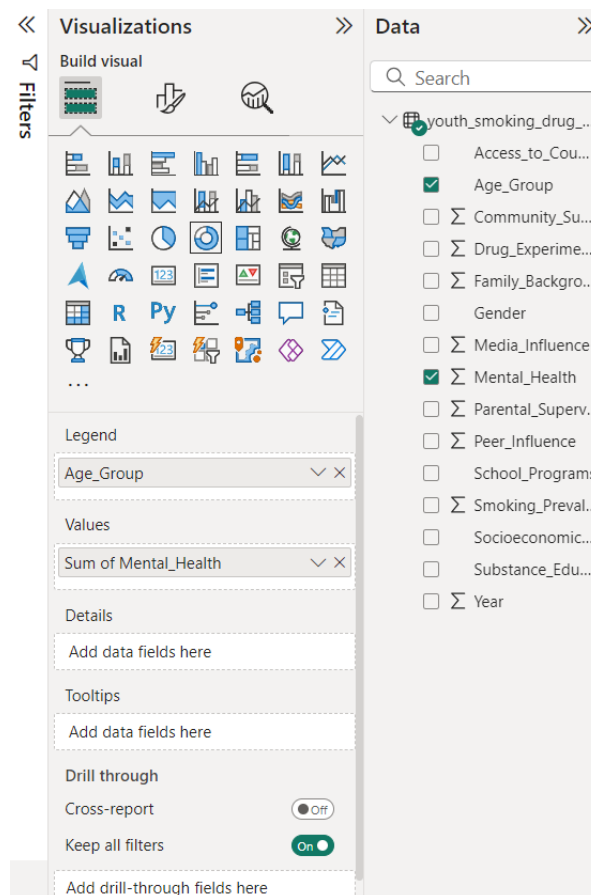 Visualizations
Data
Build visual
Filters
Search
youth_smoking_drug_...
Access_to_Cou...
Age_Group
Community_Su...
Drug_Experime...
Family_Backgro...
Gender
Media_Influence
Mental_Health
Parental_Superv...
Peer_Influence
School_Programs
Smoking_Preval...
Socioeconomic...
Substance_Edu...
Year
123
R
Py
123
...
Legend
Age_Group
Values
Sum of Mental_Health
Details
Add data fields here
Tooltips
Add data fields here
Drill through
Cross-report
Off
Keep all filters
On
Add drill-through fields here